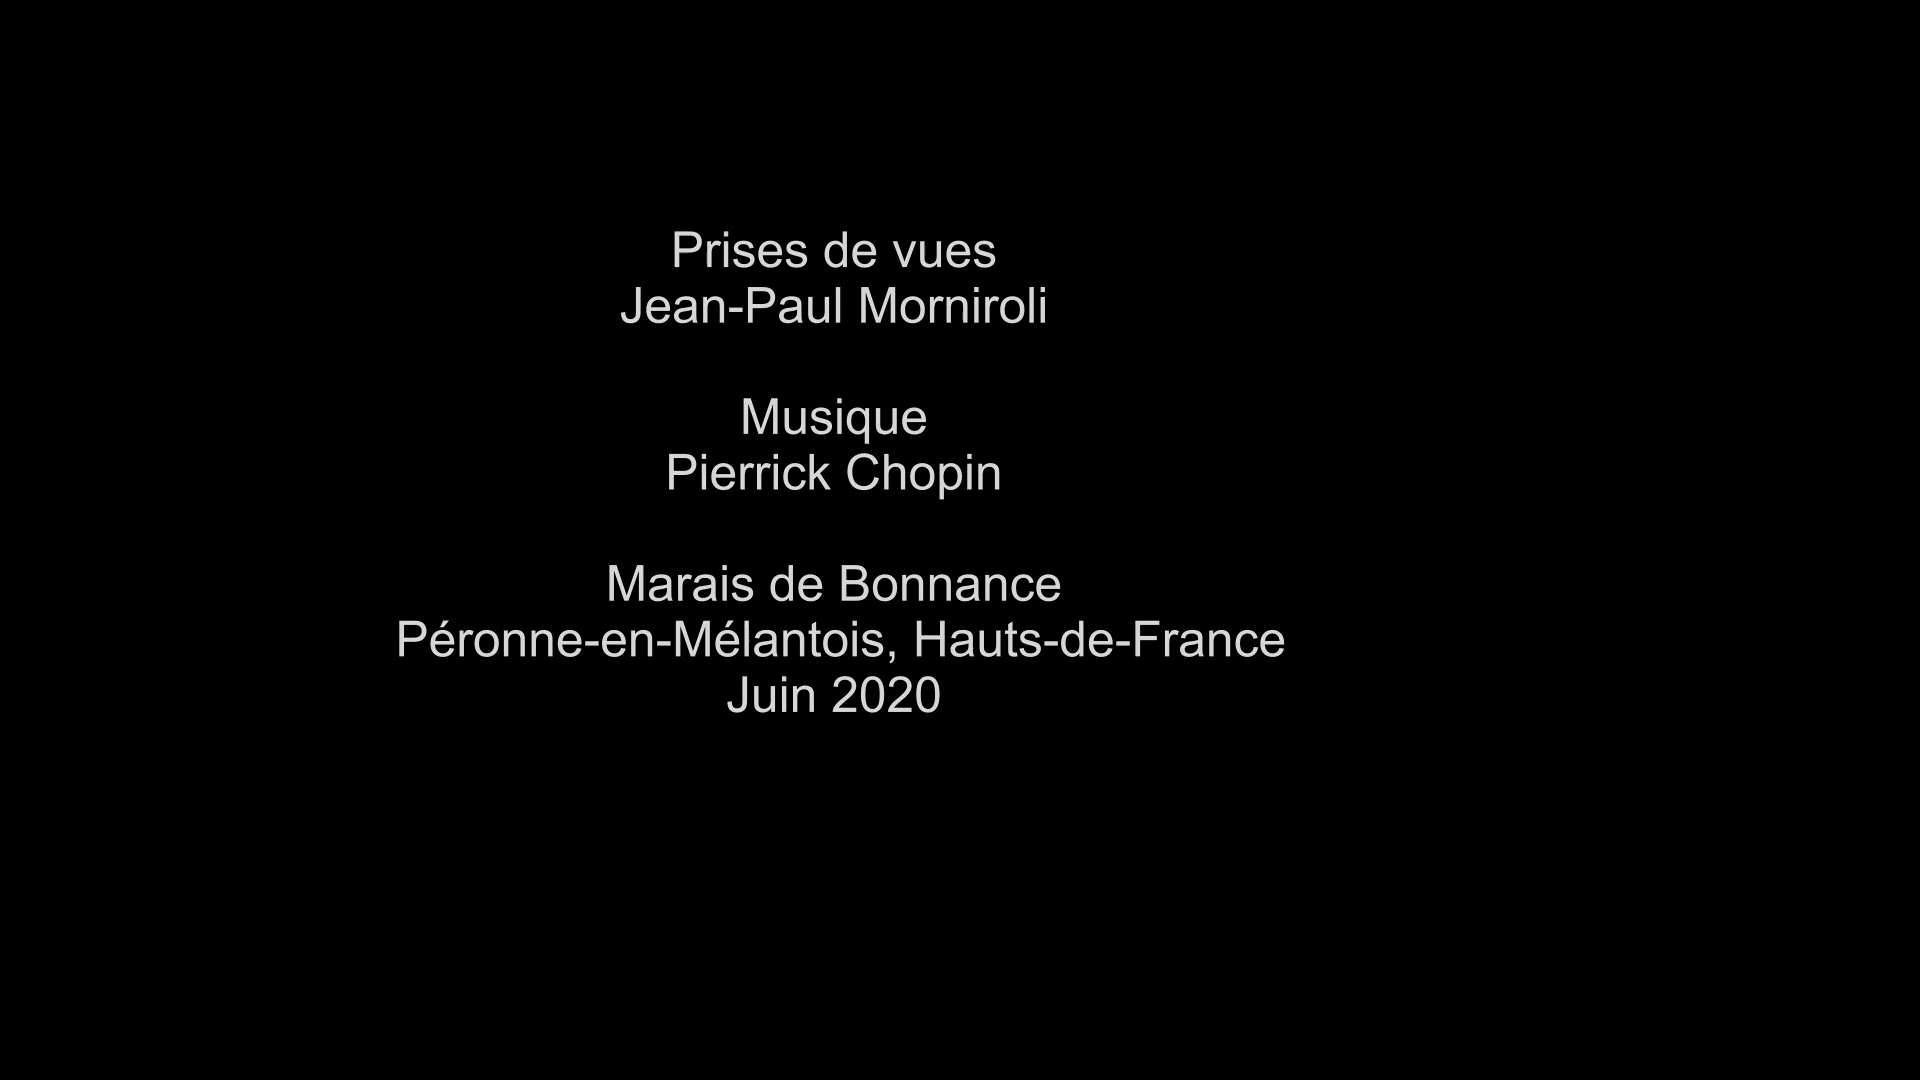 Prises de vues
Jean-Paul Morniroli
Musique
Pierrick Chopin
Marais de Bonnance
Péronne-en-Mélantois, Hauts-de-France
Juin 2020